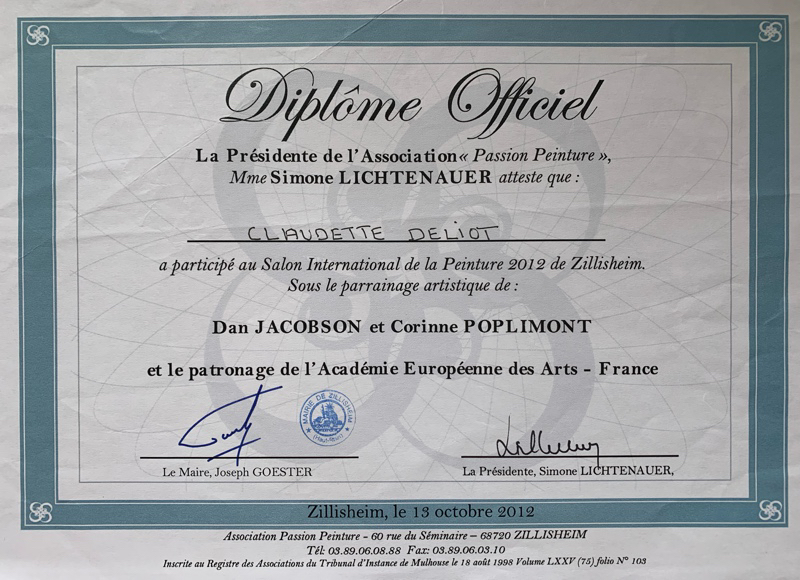 Diplôme Officiel
La Présidente de l'Association « Passion Peinture »,
Mme Simone LICHTENAUER atteste que :
CLAUDETTE DELIOT
a participé au Salon International de la Peinture 2012 de Zillisheim.
Sous le parrainage artistique de :
Dan JACOBSON et Corinne POPLIMONT
et le patronage de l'Académie Européenne des Arts – France
MAIRIE DE ZILLISHEIM
(Haut-Rhin)
Le Maire, Joseph GOESTER
La Présidente, Simone LICHTENAUER,
Zillisheim, le 13 octobre 2012
Association Passion Peinture - 60 rue du Séminaire – 68720 ZILLISHEIM
Tél: 03.89.06.08.88 Fax: 03.89.06.03.10
Inscrite au Registre des Associations du Tribunal d'Instance de Mulhouse le 18 août 1998 Volume LXXV (75) folio N° 103